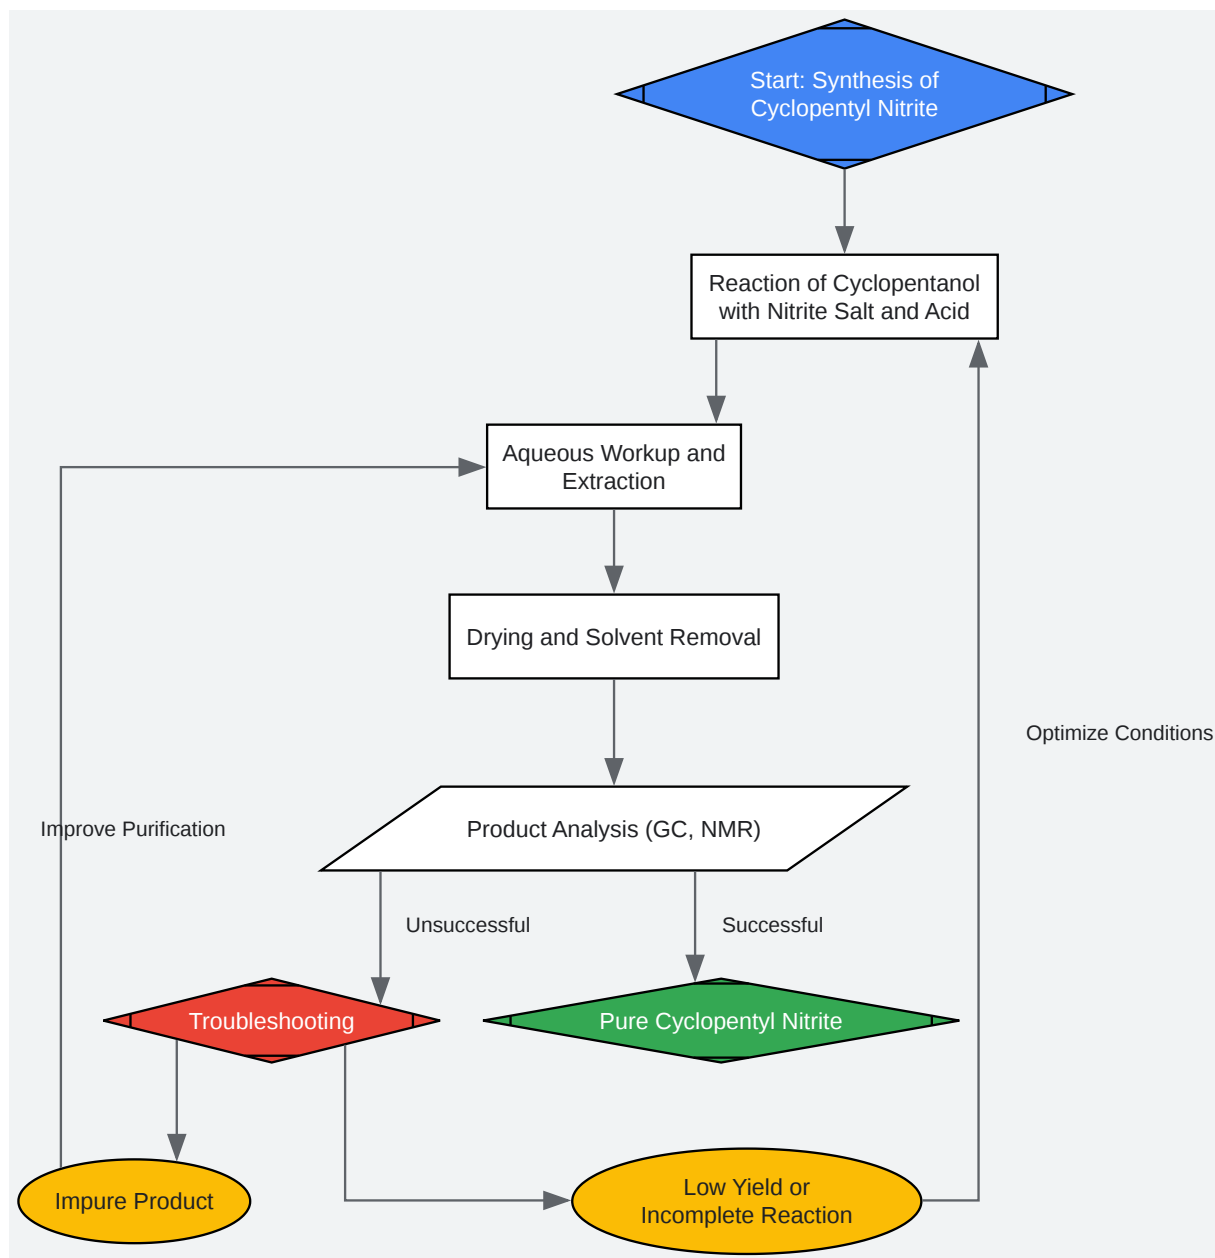 Start: Synthesis of
Cyclopentyl Nitrite
Reaction of Cyclopentanol
with Nitrite Salt and Acid
Aqueous Workup and
Extraction
Drying and Solvent Removal
Optimize Conditions
Product Analysis (GC, NMR)
Improve Purification
Unsuccessful
Successful
Troubleshooting
Pure Cyclopentyl Nitrite
Impure Product
Low Yield or
Incomplete Reaction